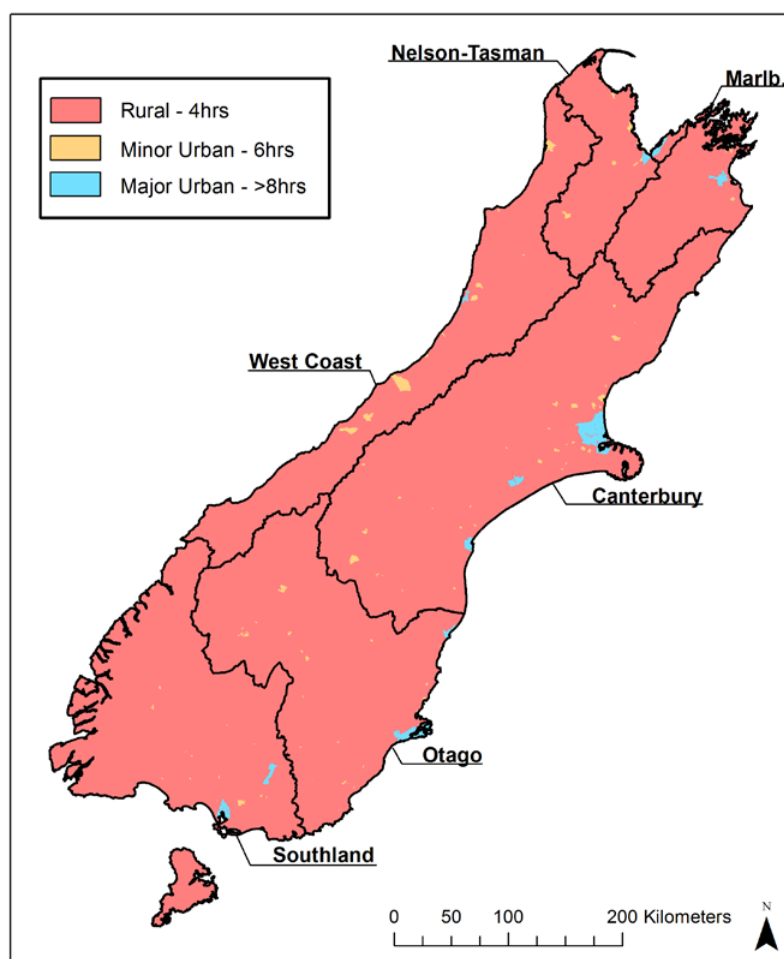 Nelson-Tasman
Marlb.
Rural - 4hrs
Minor Urban - 6hrs
Major Urban - >8hrs
West Coast
Canterbury
Otago
Southland
0 50 100 200 Kilometers
N